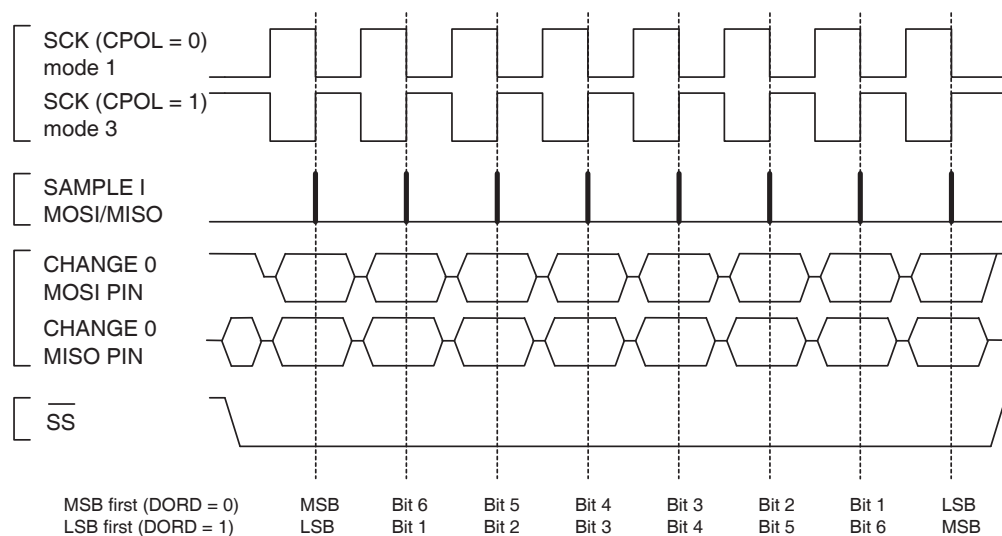 SCK (CPOL = 0)
mode 1
SCK (CPOL = 1)
mode 3
SAMPLE I
MOSI/MISO
CHANGE 0
MOSI PIN
CHANGE 0
MISO PIN
SS
MSB first (DORD = 0) MSB Bit 6 Bit 5 Bit 4 Bit 3 Bit 2 Bit 1 LSB
LSB first (DORD = 1) LSB Bit 1 Bit 2 Bit 3 Bit 4 Bit 5 Bit 6 MSB